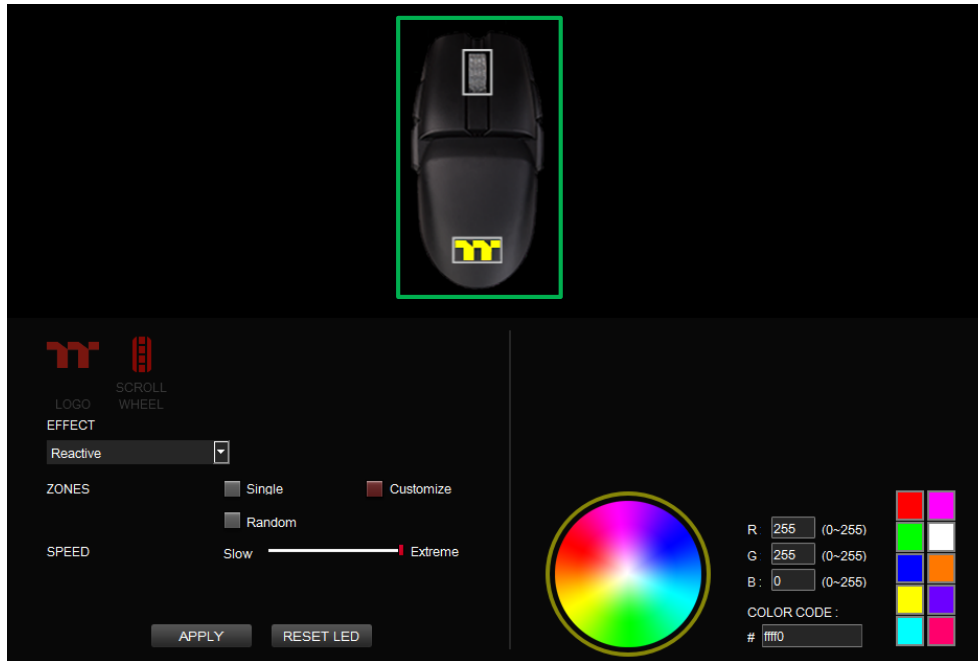 SCROLL
LOGO WHEEL
EFFECT
Reactive
ZONES Single Customize
Random
SPEED Slow Extreme
APPLY RESET LED
R : 255 (0~255)
G : 255 (0~255)
B : 0 (0~255)
COLOR CODE :
# ffff0